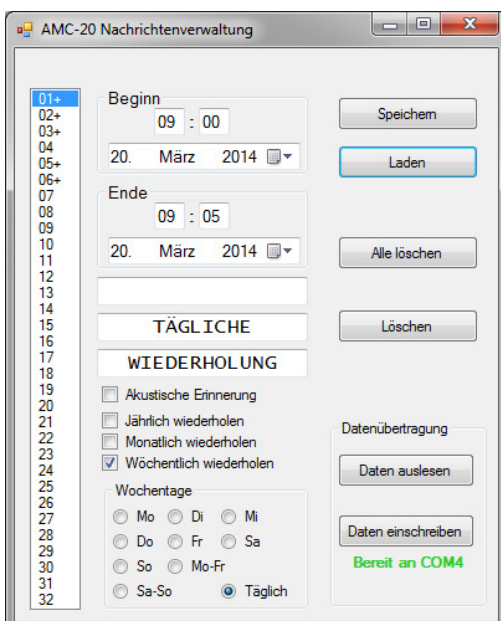 AMC-20 Nachrichtenverwaltung
01+
02+
03+
04
05+
06+
07
08
09
10
11
12
13
14
15
16
17
18
19
20
21
22
23
24
25
26
27
28
29
30
31
32
Beginn
09 : 00
20. März 2014
Ende
09 : 05
20. März 2014
TÄGLICHE
WIEDERHOLUNG
Akustische Erinnerung
Jährlich wiederholen
Monatlich wiederholen
Wöchentlich wiederholen
Wochentage
Mo Di Mi
Do Fr Sa
So Mo-Fr
Sa-So Täglich
Speichern
Laden
Alle löschen
Löschen
Datenübertragung
Daten auslesen
Daten einschreiben
Bereit an COM4